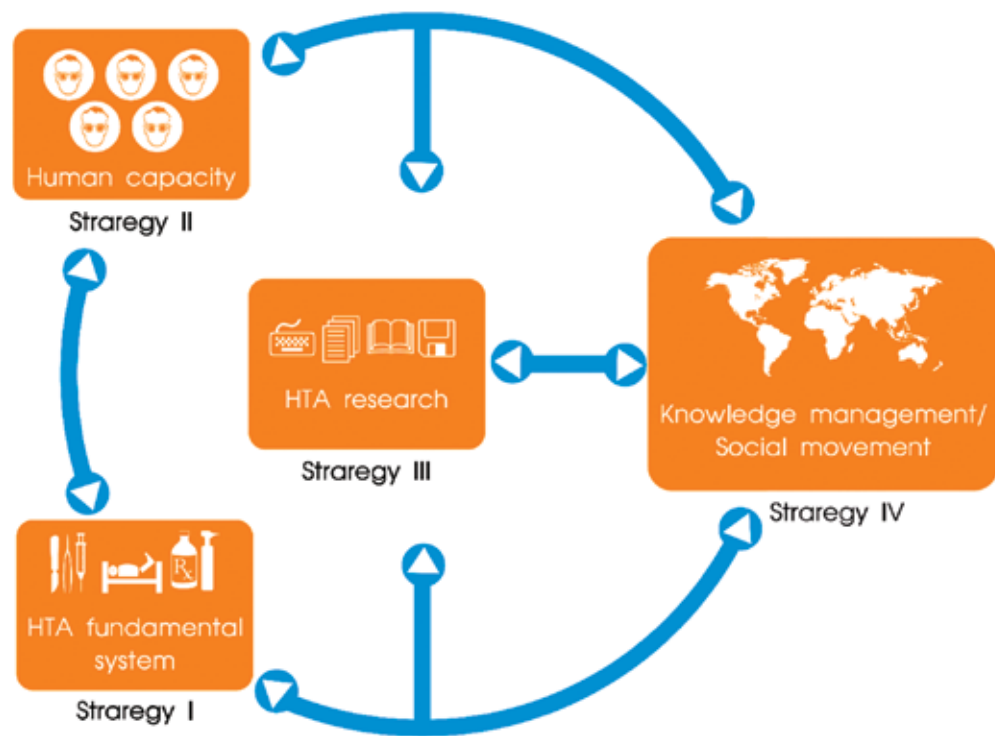 Human capacity
Straregy II
HTA research
Straregy III
Knowledge management/
Social movement
Straregy IV
Rx
HTA fundamental
system
Straregy I